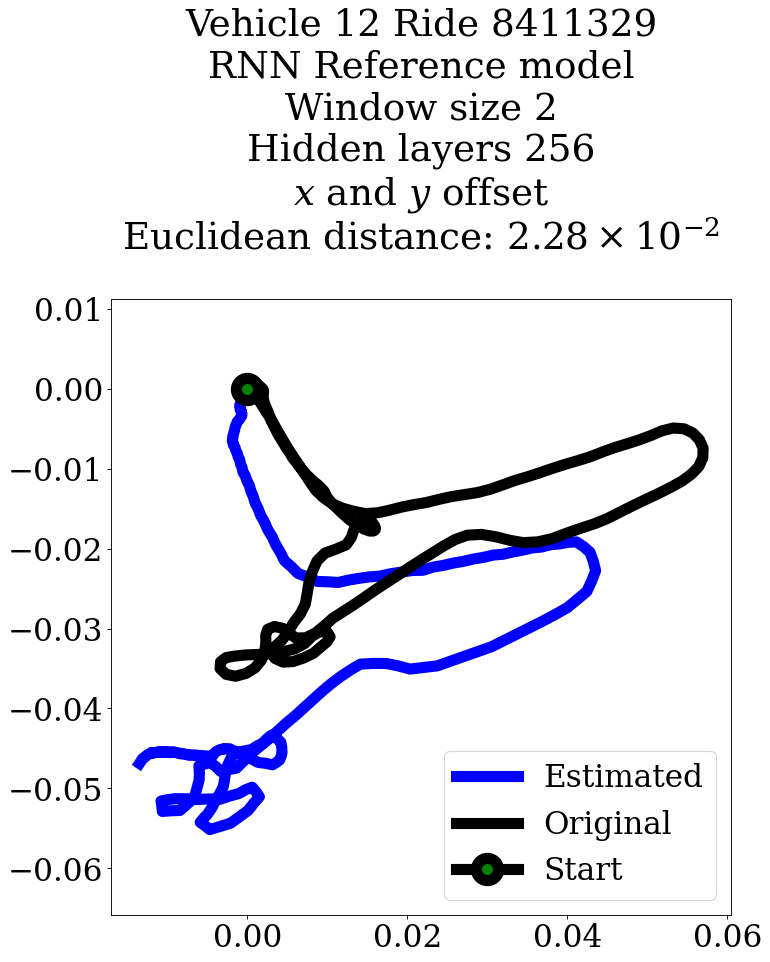 Vehicle 12 Ride 8411329
RNN Reference model
Window size 2
Hidden layers 256
x and y offset
Euclidean distance: 2.28 × 10⁻²
0.01
0.00
−0.01
−0.02
−0.03
−0.04
−0.05
−0.06
Estimated
Original
Start
0.00 0.02 0.04 0.06